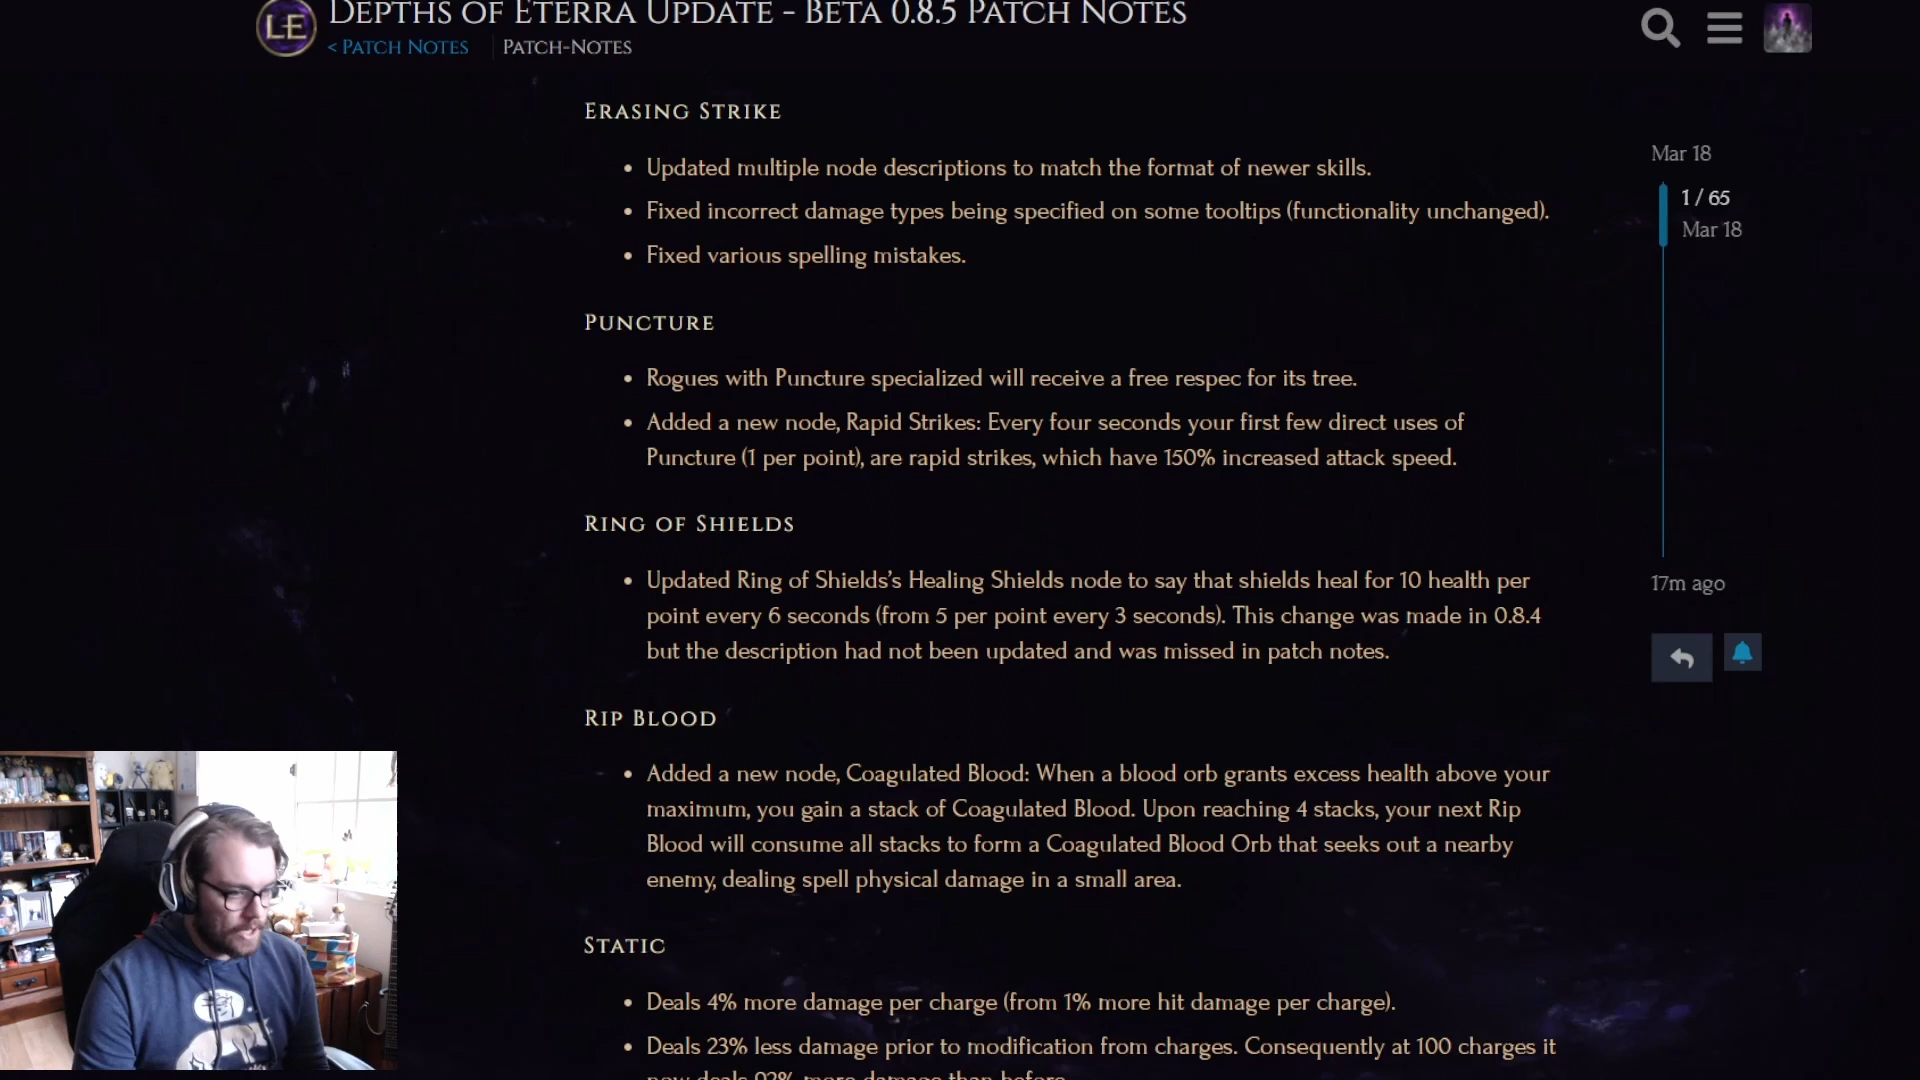 LE
Depths of Eterra Update - Beta 0.8.5 Patch Notes
< Patch Notes
Patch-Notes
Erasing Strike
Updated multiple node descriptions to match the format of newer skills.
Fixed incorrect damage types being specified on some tooltips (functionality unchanged).
Fixed various spelling mistakes.
Puncture
Rogues with Puncture specialized will receive a free respec for its tree.
Added a new node, Rapid Strikes: Every four seconds your first few direct uses of
Puncture (1 per point), are rapid strikes, which have 150% increased attack speed.
Ring of Shields
Updated Ring of Shields’s Healing Shields node to say that shields heal for 10 health per
point every 6 seconds (from 5 per point every 3 seconds). This change was made in 0.8.4
but the description had not been updated and was missed in patch notes.
Rip Blood
Added a new node, Coagulated Blood: When a blood orb grants excess health above your
maximum, you gain a stack of Coagulated Blood. Upon reaching 4 stacks, your next Rip
Blood will consume all stacks to form a Coagulated Blood Orb that seeks out a nearby
enemy, dealing spell physical damage in a small area.
Static
Deals 4% more damage per charge (from 1% more hit damage per charge).
Deals 23% less damage prior to modification from charges. Consequently at 100 charges it
now deals 92% more damage than before.
Mar 18
1 / 65
Mar 18
17m ago